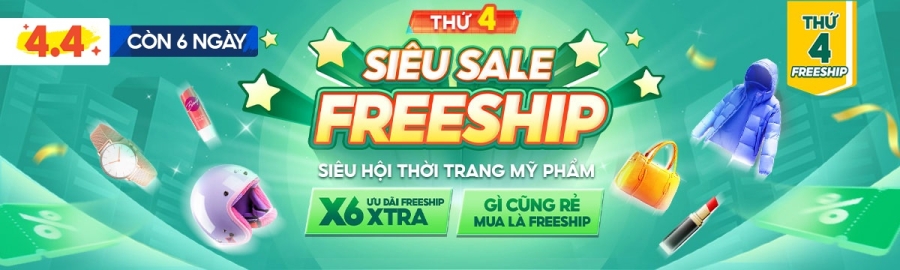 4.4
CÒN 6 NGÀY
THỨ 4
SIÊU SALE
FREESHIP
SIÊU HỘI THỜI TRANG MỸ PHẨM
X6 ƯU ĐÃI FREESHIP
XTRA
GÌ CŨNG RẺ
MUA LÀ FREESHIP
THỨ
4
FREESHIP
%
%